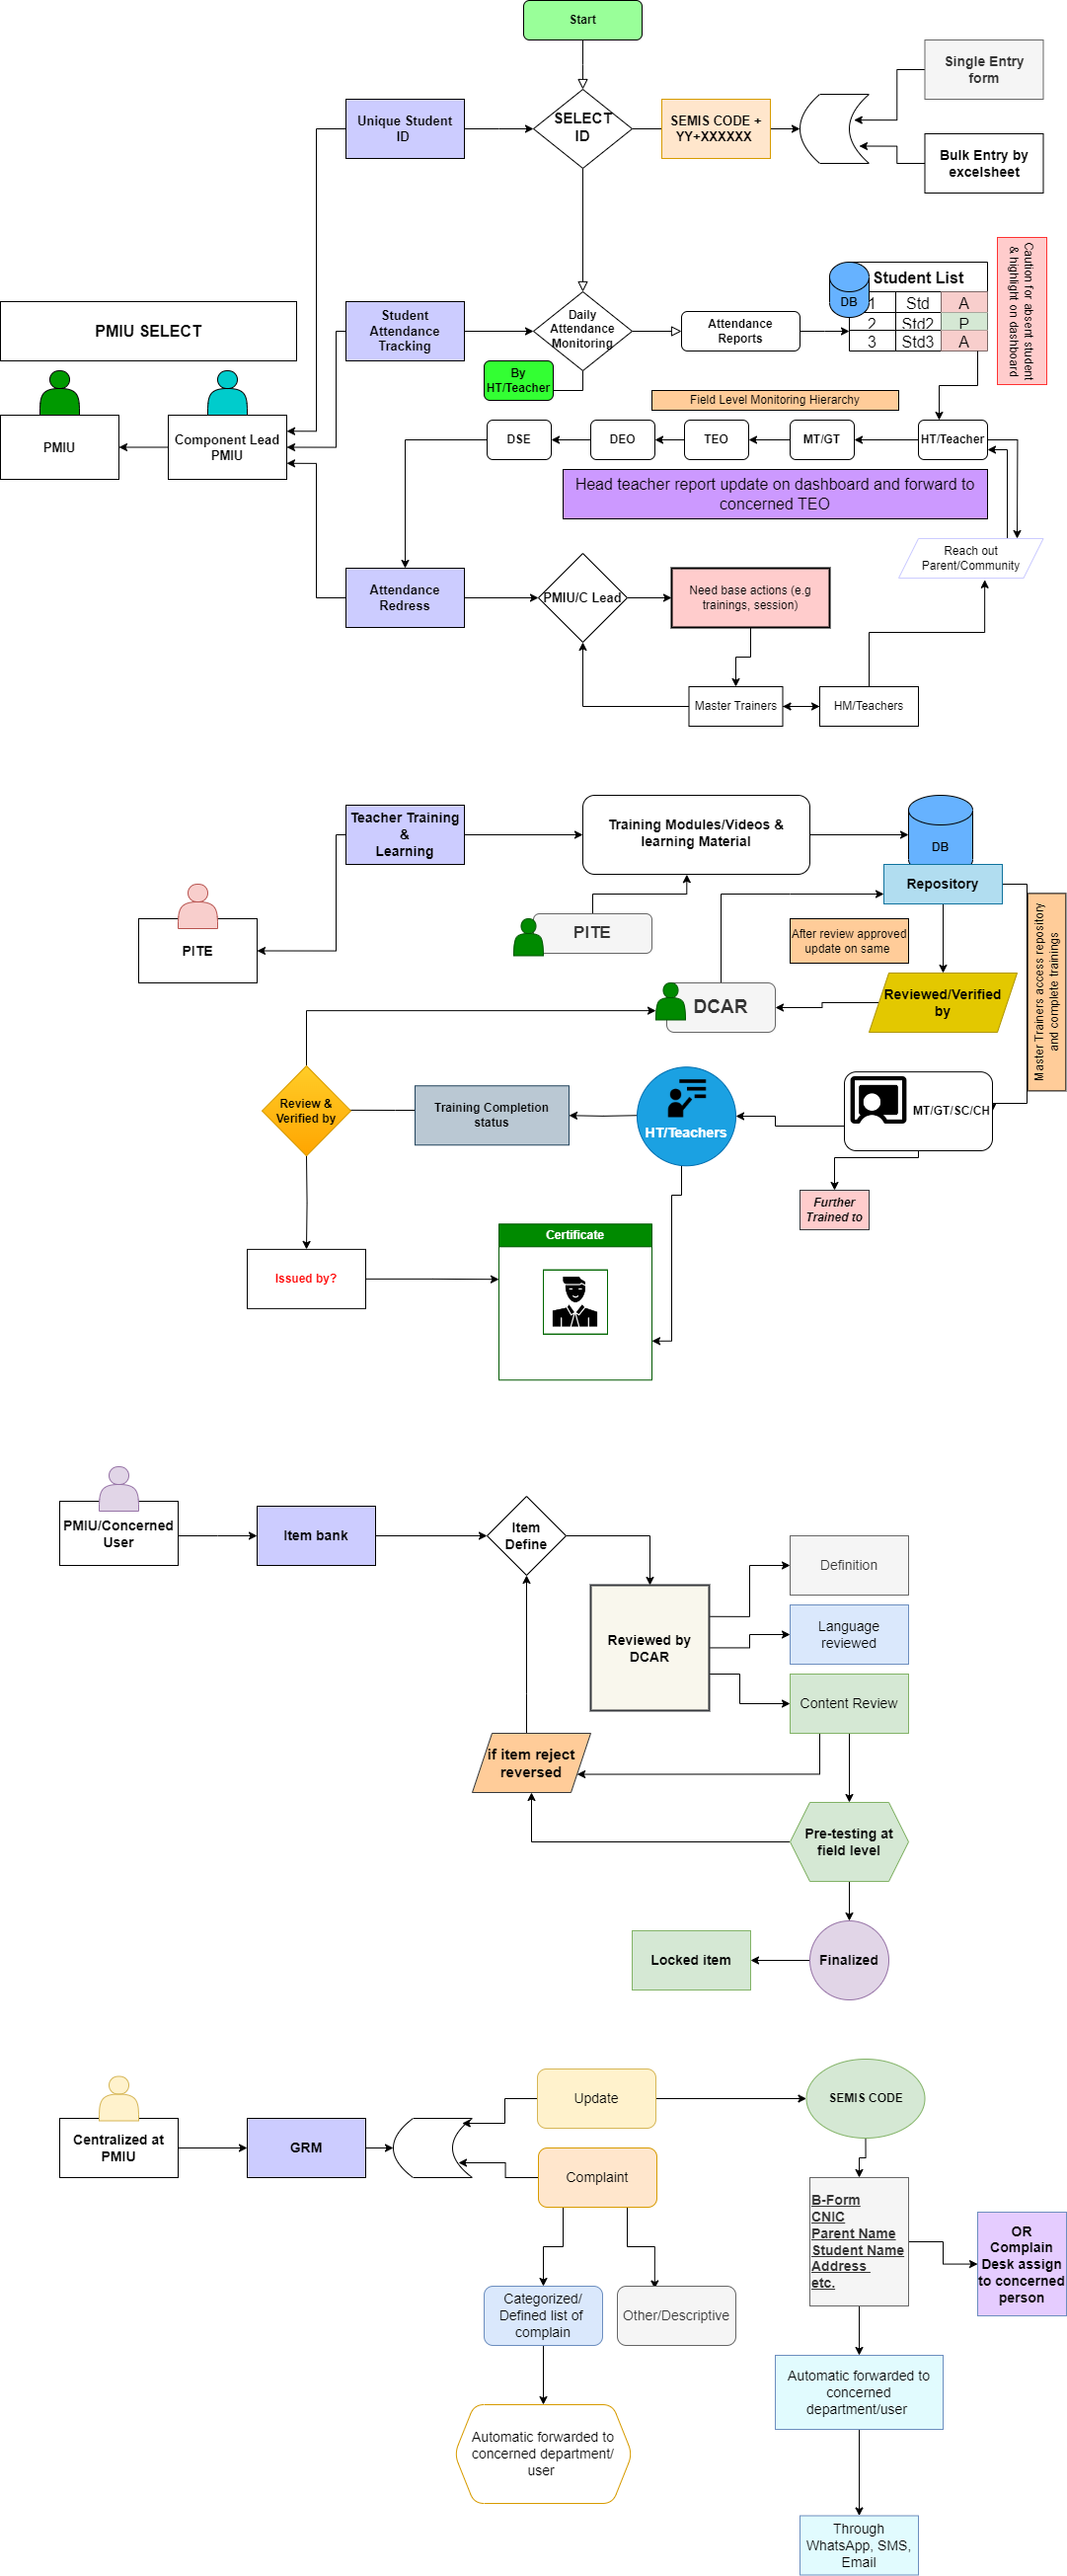 Start
Single Entry
form
Unique Student
ID
SELECT
ID
SEMIS CODE +
YY+XXXXXX
Bulk Entry by
excelsheet
Caution for absent student
& highlight on dashboard
Student List
DB
1 Std A
2 Std2 P
3 Std3 A
PMIU SELECT
Student
Attendance
Tracking
Daily
Attendance
Monitoring
Attendance
Reports
By
HT/Teacher
Field Level Monitoring Hierarchy
PMIU
Component Lead
PMIU
DSE
DEO
TEO
MT/GT
HT/Teacher
Head teacher report update on dashboard and forward to
concerned TEO
Reach out
Parent/Community
Attendance
Redress
PMIU/C Lead
Need base actions (e.g
trainings, session)
Master Trainers
HM/Teachers
Teacher Training
&
Learning
Training Modules/Videos &
learning Material
DB
Repository
PITE
PITE
After review approved
update on same
Master Trainers access repository
and complete trainings
DCAR
Reviewed/Verified
by
Review &
Verified by
Training Completion
status
HT/Teachers
MT/GT/SC/CH
Further
Trained to
Certificate
Issued by?
PMIU/Concerned
User
Item bank
Item
Define
Definition
Reviewed by
DCAR
Language
reviewed
Content Review
if item reject
reversed
Pre-testing at
field level
Locked item
Finalized
Update
SEMIS CODE
Centralized at
PMIU
GRM
Complaint
B-Form
CNIC
Parent Name
Student Name
Address
etc.
OR
Complain
Desk assign
to concerned
person
Categorized/
Defined list of
complain
Other/Descriptive
Automatic forwarded to
concerned
department/user
Automatic forwarded to
concerned department/
user
Through
WhatsApp, SMS,
Email